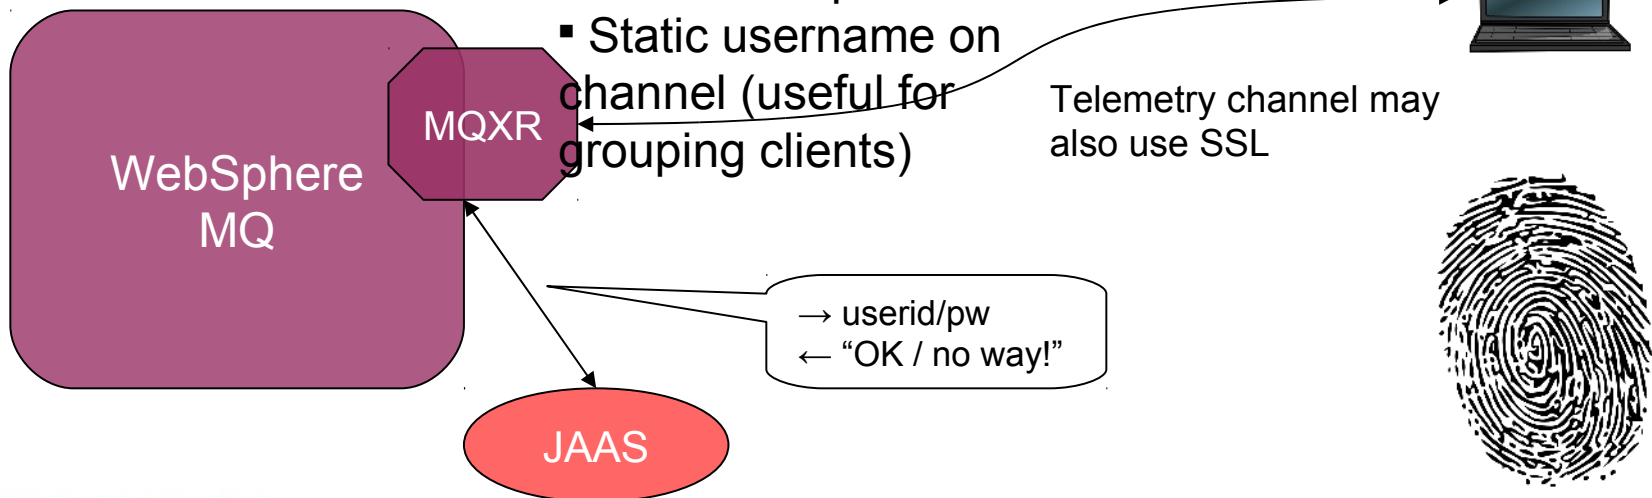 ▪ Static username on
channel (useful for
grouping clients)
MQXR
Telemetry channel may
also use SSL
WebSphere
MQ
→ userid/pw
← “OK / no way!”
JAAS